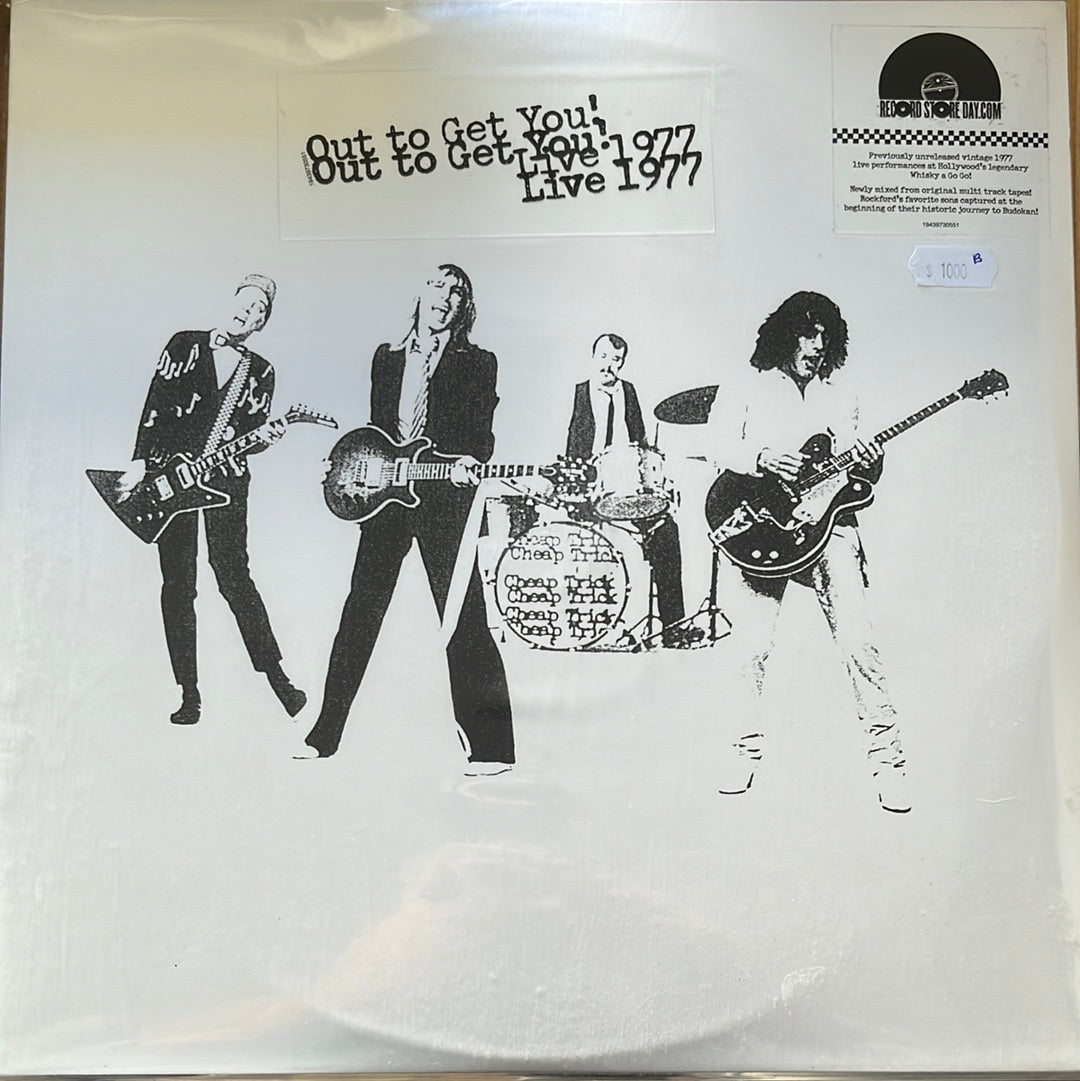 Out to Get You!
Live 1977
Out to Get You!
Live 1977
RECORD STORE DAY.COM
Previously unreleased vintage 1977
live performances at Hollywood's legendary
Whisky a Go Go!
Newly mixed from original multi track tapes!
Rockford's favorite sons captured at the
beginning of their historic journey to Budokan!
19439730551
$ 1000 B
Cheap Trick
Cheap Trick
Cheap Trick
Cheap Trick
Cheap Trick
Cheap Tric